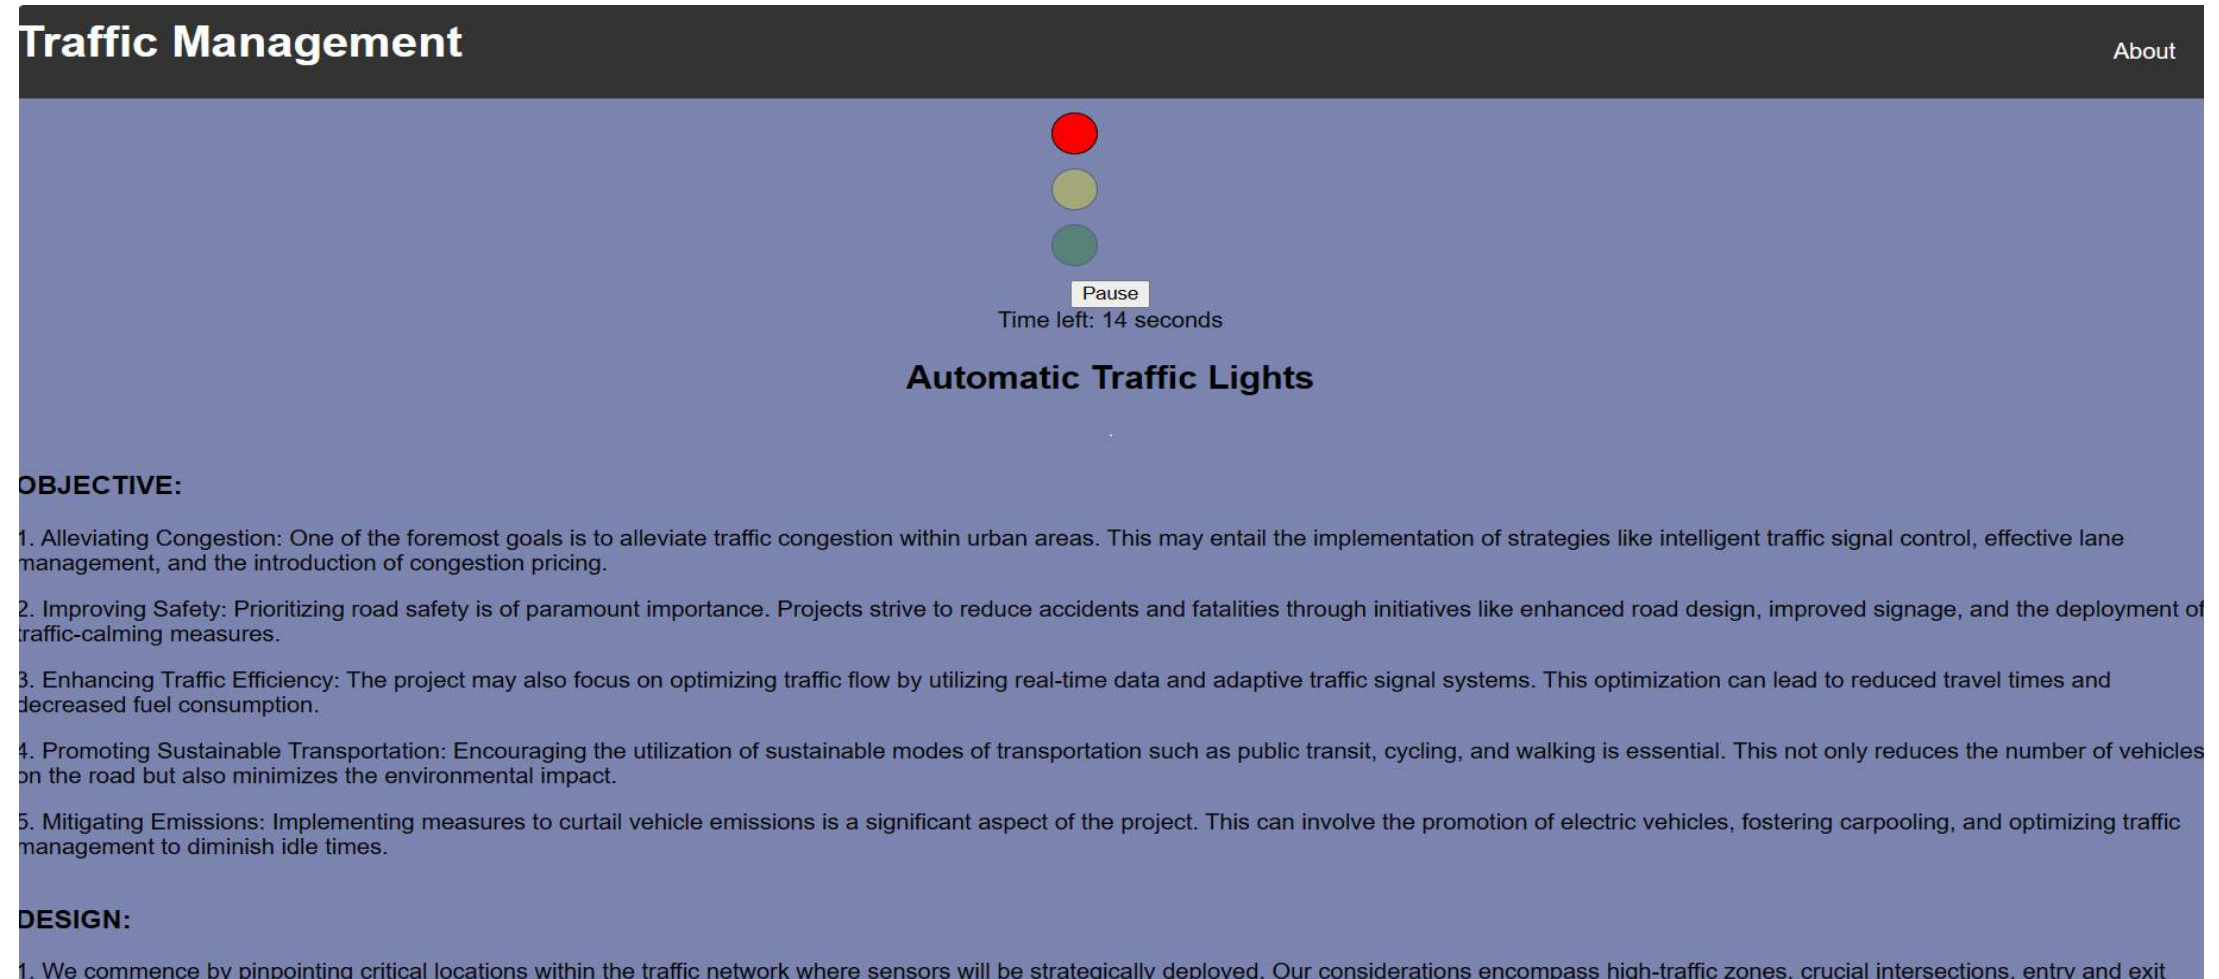 Traffic Management
About
Pause
Time left: 14 seconds
Automatic Traffic Lights
.
OBJECTIVE:
1. Alleviating Congestion: One of the foremost goals is to alleviate traffic congestion within urban areas. This may entail the implementation of strategies like intelligent traffic signal control, effective lane
management, and the introduction of congestion pricing.
2. Improving Safety: Prioritizing road safety is of paramount importance. Projects strive to reduce accidents and fatalities through initiatives like enhanced road design, improved signage, and the deployment of
traffic-calming measures.
3. Enhancing Traffic Efficiency: The project may also focus on optimizing traffic flow by utilizing real-time data and adaptive traffic signal systems. This optimization can lead to reduced travel times and
decreased fuel consumption.
4. Promoting Sustainable Transportation: Encouraging the utilization of sustainable modes of transportation such as public transit, cycling, and walking is essential. This not only reduces the number of vehicles
on the road but also minimizes the environmental impact.
5. Mitigating Emissions: Implementing measures to curtail vehicle emissions is a significant aspect of the project. This can involve the promotion of electric vehicles, fostering carpooling, and optimizing traffic
management to diminish idle times.
DESIGN:
1. We commence by pinpointing critical locations within the traffic network where sensors will be strategically deployed. Our considerations encompass high-traffic zones, crucial intersections, entry and exit